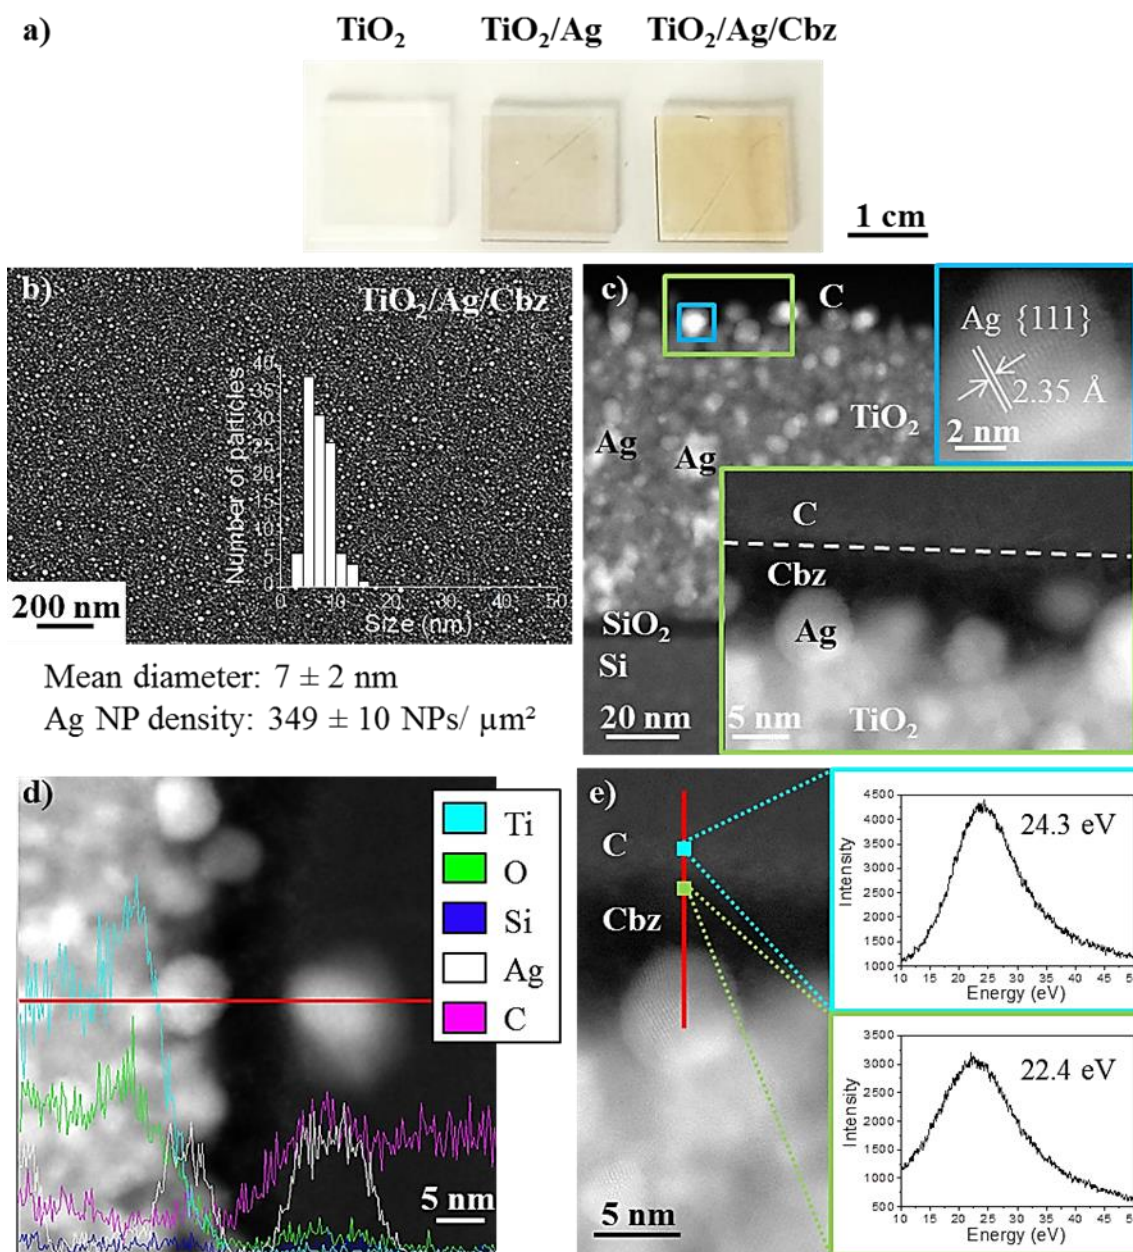 a)
TiO₂
TiO₂/Ag
TiO₂/Ag/Cbz
1 cm
b)
TiO₂/Ag/Cbz
Number of particles
40
35
30
25
20
15
10
5
0
0 10 20 30 40 50
Size (nm)
200 nm
Mean diameter: 7 ± 2 nm
Ag NP density: 349 ± 10 NPs/ µm²
c)
C
TiO₂
Ag
Ag
SiO₂
Si
20 nm
Ag {111}
2.35 Å
2 nm
C
Cbz
Ag
5 nm
TiO₂
d)
Ti
O
Si
Ag
C
5 nm
e)
C
Cbz
5 nm
24.3 eV
Intensity
4500
4000
3500
3000
2500
2000
1500
1000
10 15 20 25 30 35 40 45 50
Energy (eV)
22.4 eV
Intensity
3500
3000
2500
2000
1500
1000
500
10 15 20 25 30 35 40 45 50
Energy (eV)